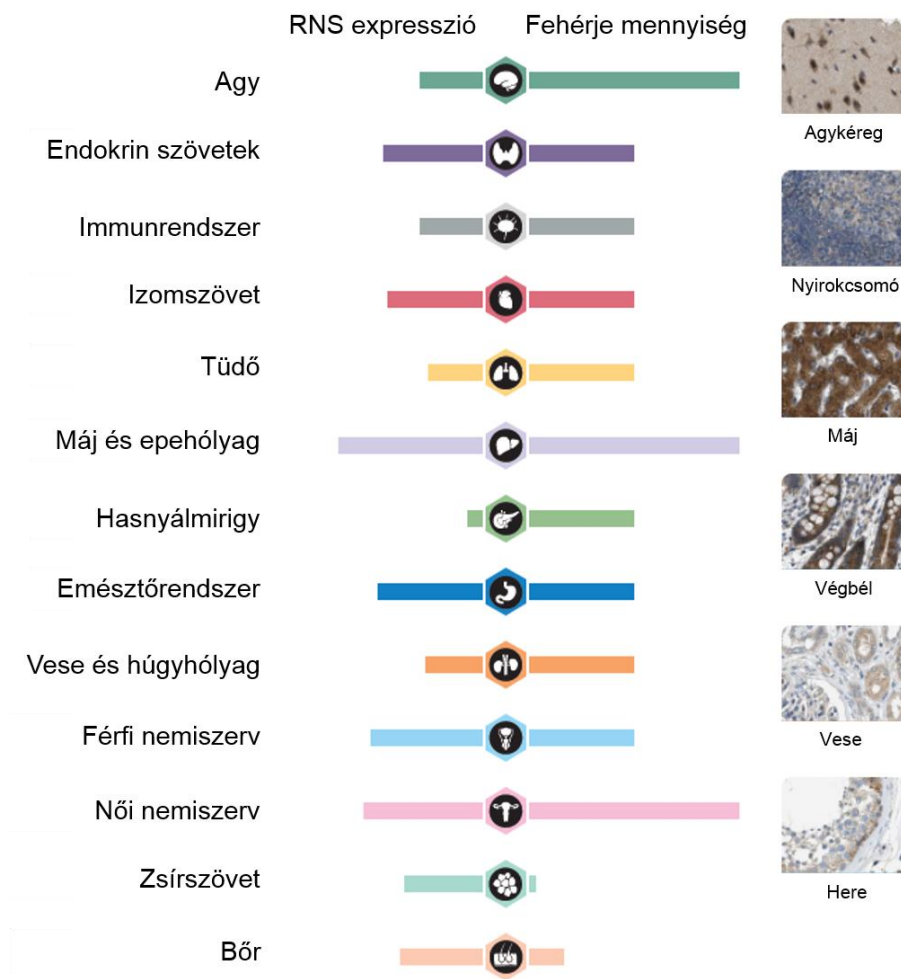 RNS expresszió
Fehérje mennyiség
Agy
Endokrin szövetek
Immunrendszer
Izomszövet
Tüdő
Máj és epehólyag
Hasnyálmirigy
Emésztőrendszer
Vese és húgyhólyag
Férfi nemiszerv
Női nemiszerv
Zsírszövet
Bőr
Agykéreg
Nyirokcsomó
Máj
Végbél
Vese
Here